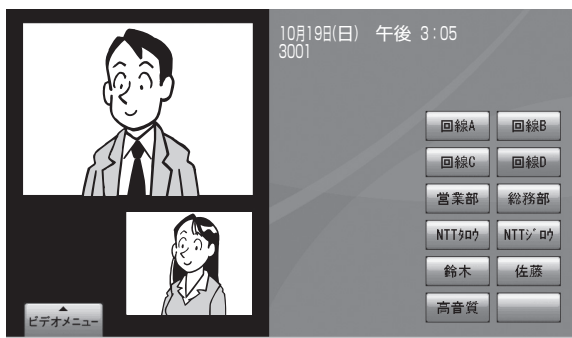 10月19日(日) 午後 3:05
3001
回線A 回線B
回線C 回線D
営業部 総務部
NTTﾀﾛｳ NTTｼﾞﾛｳ
鈴木 佐藤
高音質
ビデオメニュー